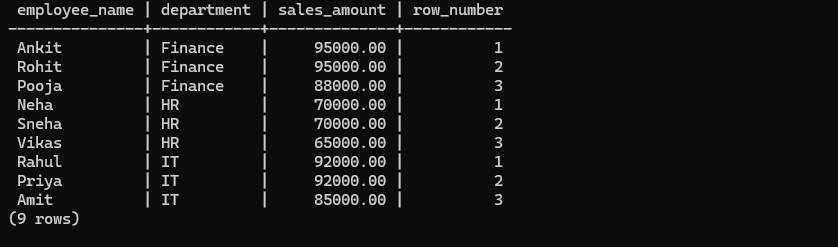 employee_name | department | sales_amount | row_number
---------------+------------+--------------+------------
 Ankit         | Finance    |     95000.00 |          1
 Rohit         | Finance    |     95000.00 |          2
 Pooja         | Finance    |     88000.00 |          3
 Neha          | HR         |     70000.00 |          1
 Sneha         | HR         |     70000.00 |          2
 Vikas         | HR         |     65000.00 |          3
 Rahul         | IT         |     92000.00 |          1
 Priya         | IT         |     92000.00 |          2
 Amit          | IT         |     85000.00 |          3
(9 rows)